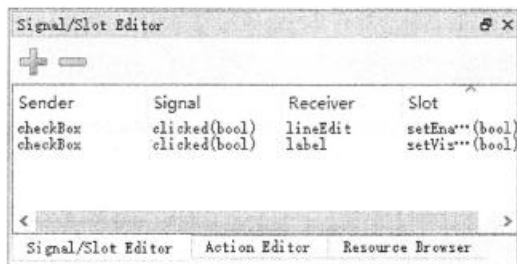 Signal/Slot Editor
Sender Signal Receiver Slot
checkBox clicked(bool) lineEdit setEna…(bool)
checkBox clicked(bool) label setVis…(bool)
Signal/Slot Editor Action Editor Resource Browser